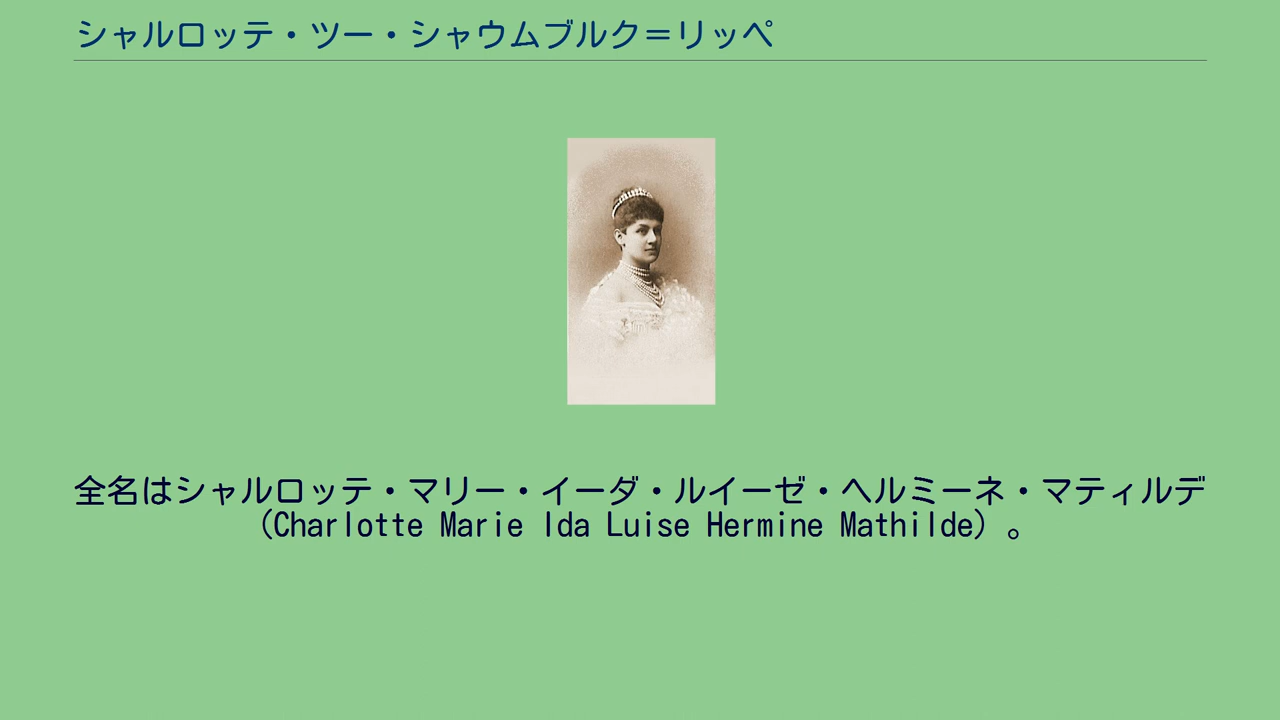 シャルロッテ・ツー・シャウムブルク＝リッペ
全名はシャルロッテ・マリー・イーダ・ルイーゼ・ヘルミーネ・マティルデ
（Charlotte Marie Ida Luise Hermine Mathilde）。